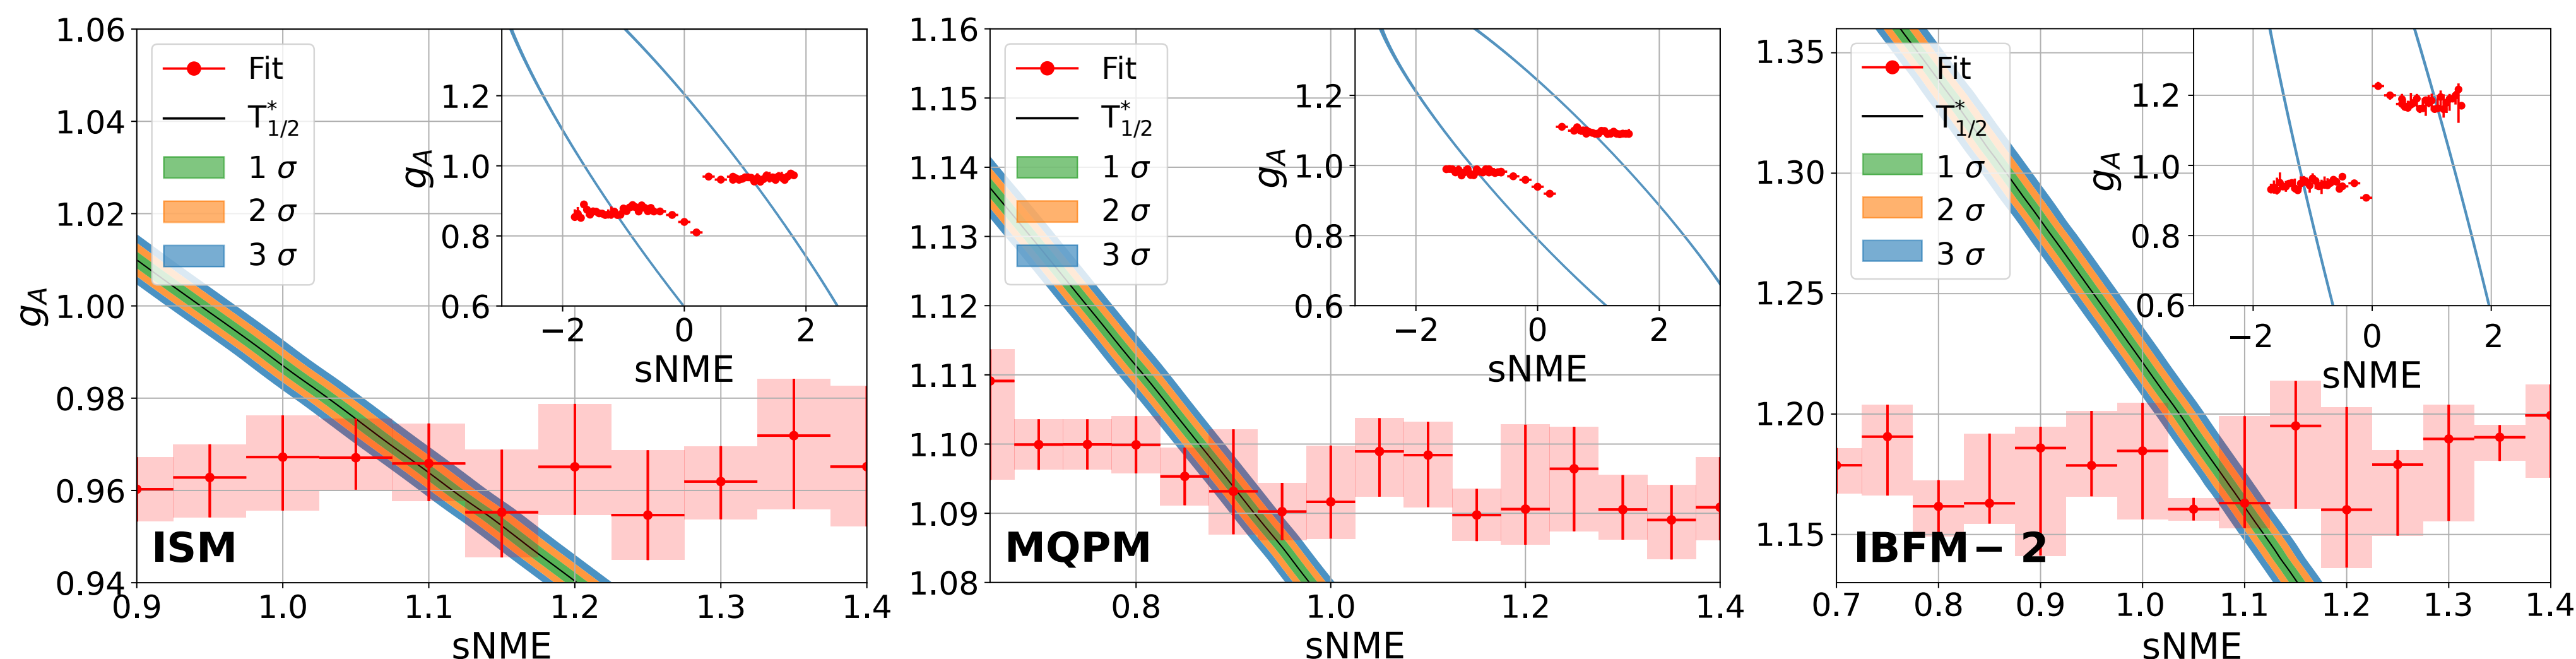 1.06
1.04
1.02
1.00
0.98
0.96
0.94
g_A
Fit
T*_{1/2}
1 σ
2 σ
3 σ
g_A
1.2
1.0
0.8
0.6
−2 0 2
sNME
ISM
0.9 1.0 1.1 1.2 1.3 1.4
sNME
1.16
1.15
1.14
1.13
1.12
1.11
1.10
1.09
1.08
Fit
T*_{1/2}
1 σ
2 σ
3 σ
g_A
1.2
1.0
0.8
0.6
−2 0 2
sNME
MQPM
0.8 1.0 1.2 1.4
sNME
1.35
1.30
1.25
1.20
1.15
Fit
T*_{1/2}
1 σ
2 σ
3 σ
g_A
1.2
1.0
0.8
0.6
−2 0 2
sNME
IBFM− 2
0.7 0.8 0.9 1.0 1.1 1.2 1.3 1.4
sNME